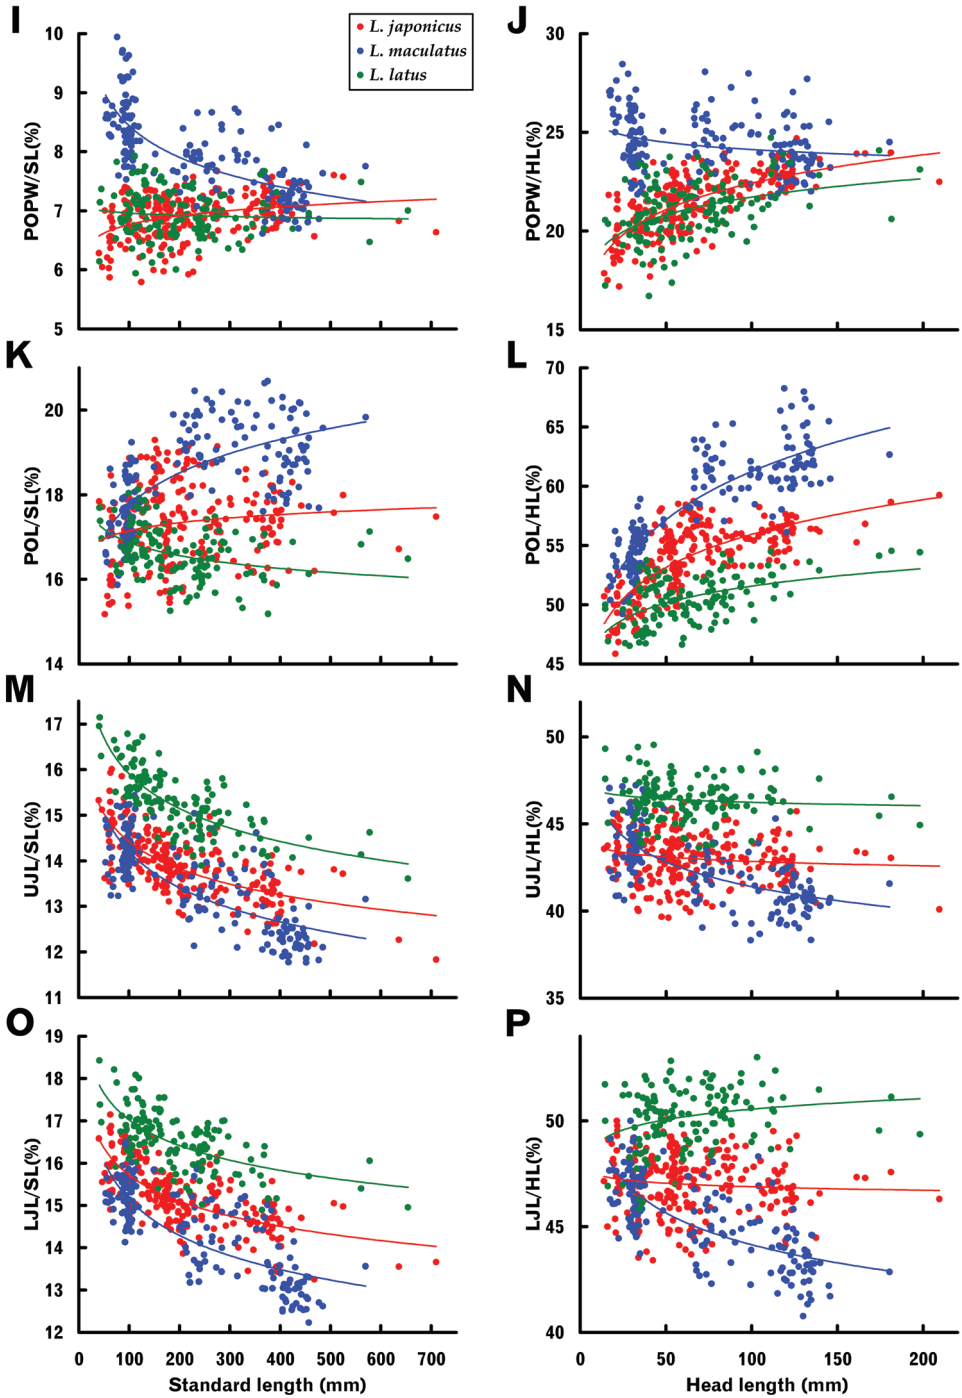 I
J
L. japonicus
L. maculatus
L. latus
10
9
8
7
6
5
POPW/SL(%)
30
25
20
15
POPW/HL(%)
K
L
20
18
16
14
POL/SL(%)
70
65
60
55
50
45
POL/HL(%)
M
N
17
16
15
14
13
12
11
UJL/SL(%)
50
45
40
35
UJL/HL(%)
O
P
19
18
17
16
15
14
13
12
LJL/SL(%)
50
45
40
LJL/HL(%)
0 100 200 300 400 500 600 700
Standard length (mm)
0 50 100 150 200
Head length (mm)